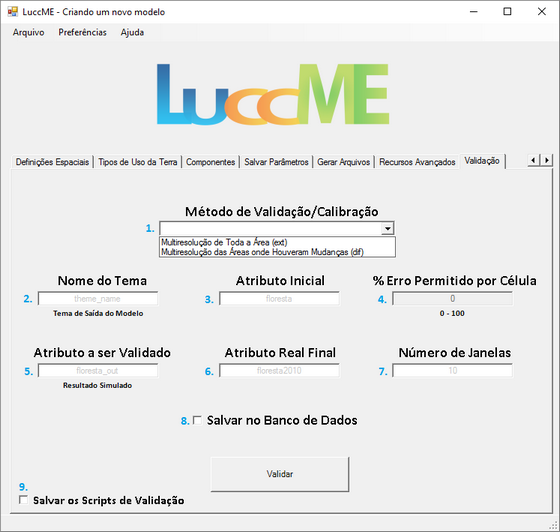 LuccME - Criando um novo modelo
Arquivo Preferências Ajuda
LuccME
Definições Espaciais Tipos de Uso da Terra Componentes Salvar Parâmetros Gerar Arquivos Recursos Avançados Validação
Método de Validação/Calibração
1.
Multiresolução de Toda a Área (ext)
Multiresolução das Áreas onde Houveram Mudanças (dif)
Nome do Tema Atributo Inicial % Erro Permitido por Célula
2. theme_name 3. floresta 4. 0
Tema de Saída do Modelo 0 - 100
Atributo a ser Validado Atributo Real Final Número de Janelas
5. floresta_out 6. floresta2010 7. 10
Resultado Simulado
8. Salvar no Banco de Dados
Validar
9.
Salvar os Scripts de Validação